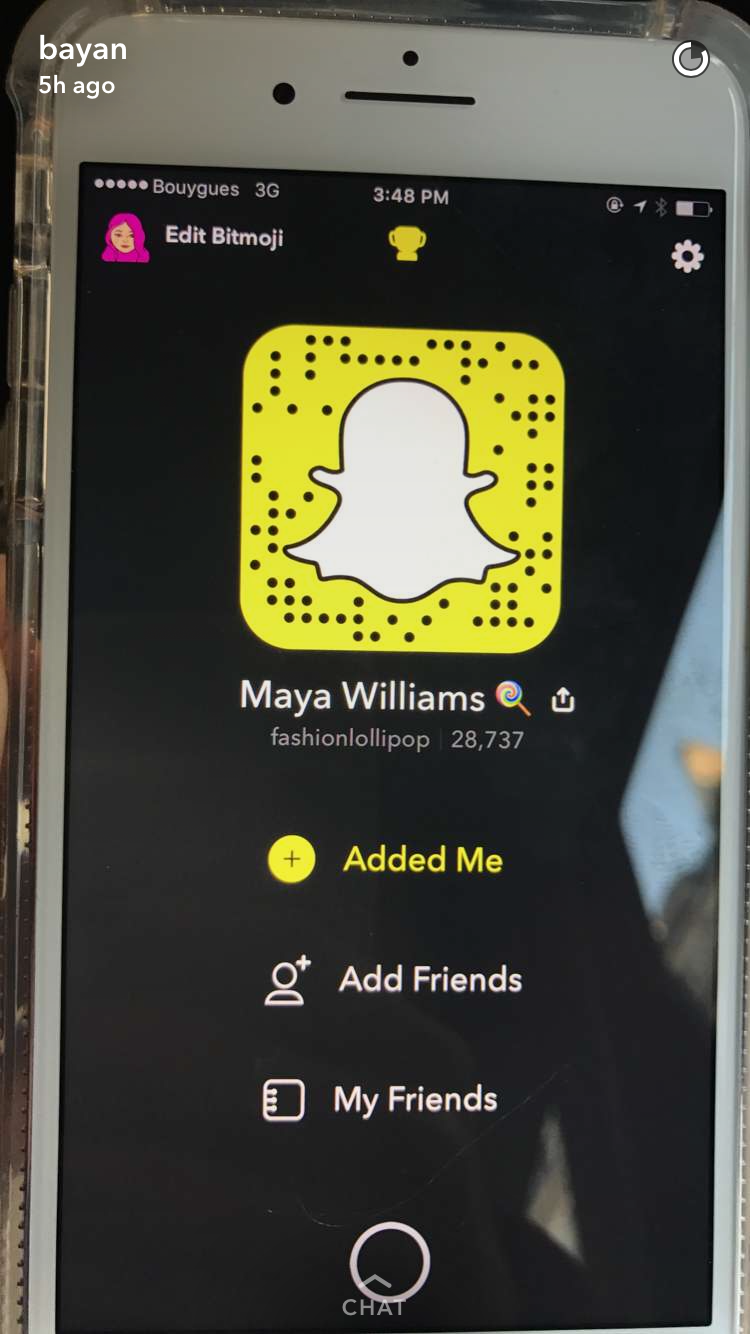 bayan
5h ago
Bouygues 3G
3:48 PM
Edit Bitmoji
Maya Williams
fashionlollipop | 28,737
Added Me
Add Friends
My Friends
CHAT